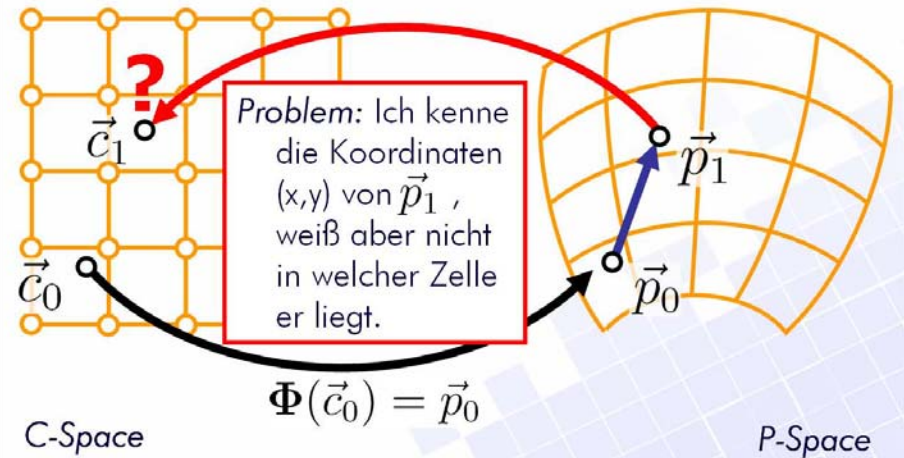 ?
c⃗₁
Problem: Ich kenne
die Koordinaten
(x,y) von p⃗₁ ,
weiß aber nicht
in welcher Zelle
er liegt.
p⃗₁
c⃗₀
p⃗₀
Φ(c⃗₀) = p⃗₀
C-Space
P-Space